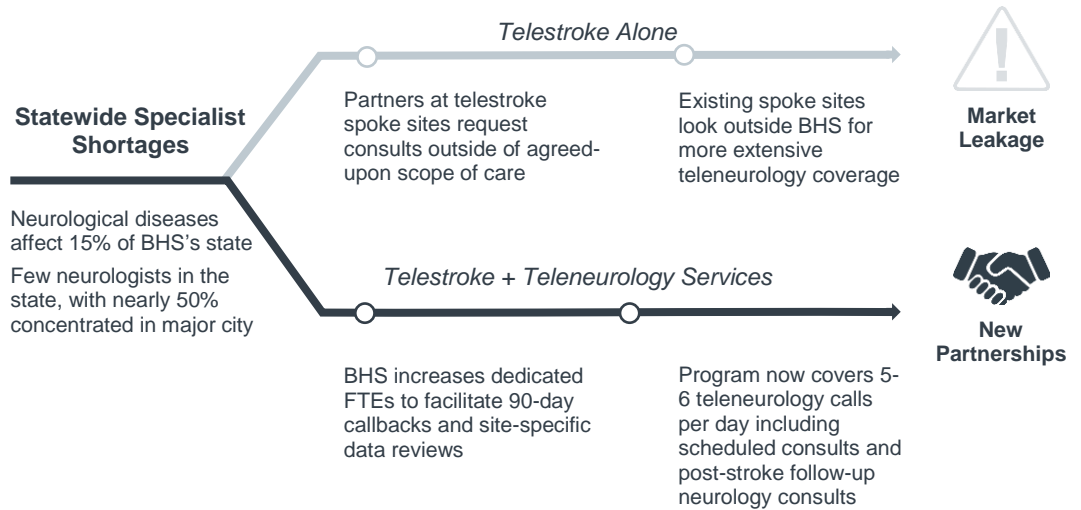 Telestroke Alone
Statewide Specialist
Shortages
Neurological diseases
affect 15% of BHS's state
Few neurologists in the
state, with nearly 50%
concentrated in major city
Partners at telestroke
spoke sites request
consults outside of agreed-
upon scope of care
Existing spoke sites
look outside BHS for
more extensive
teleneurology coverage
Market
Leakage
Telestroke + Teleneurology Services
BHS increases dedicated
FTEs to facilitate 90-day
callbacks and site-specific
data reviews
Program now covers 5-
6 teleneurology calls
per day including
scheduled consults and
post-stroke follow-up
neurology consults
New
Partnerships